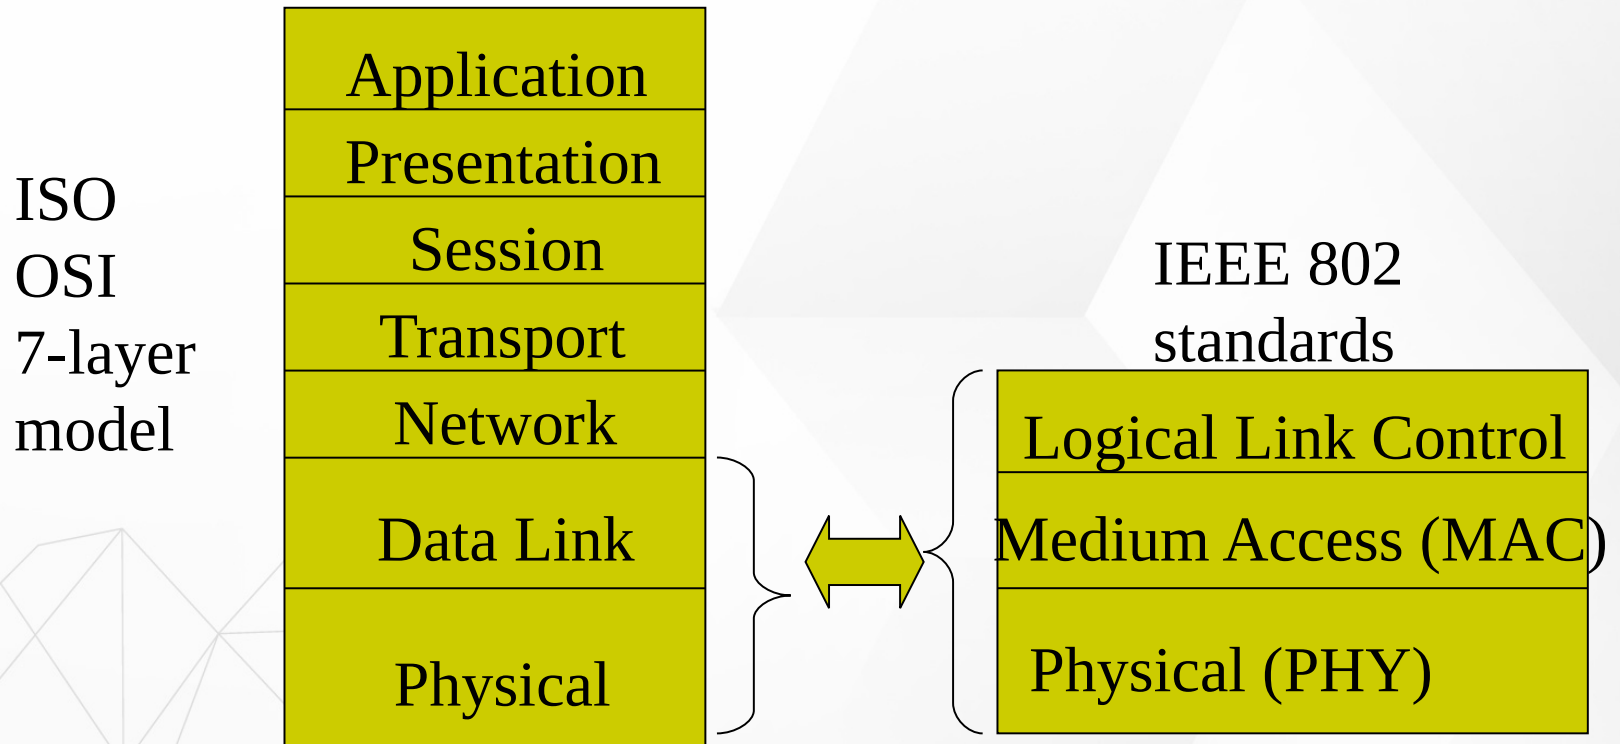 ISO
OSI
7-layer
model
Application
Presentation
Session
Transport
Network
Data Link
Physical
IEEE 802
standards
Logical Link Control
Medium Access (MAC)
Physical (PHY)